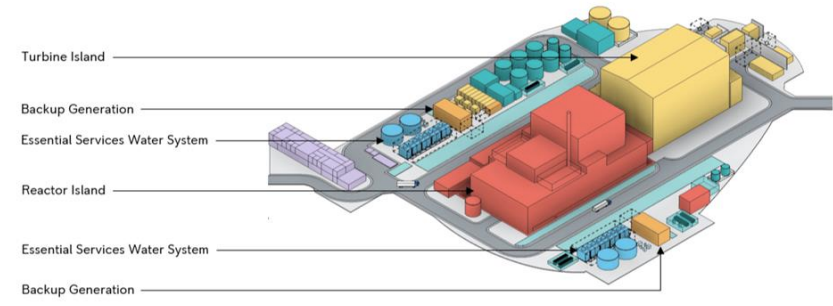 Turbine Island
Backup Generation
Essential Services Water System
Reactor Island
Essential Services Water System
Backup Generation